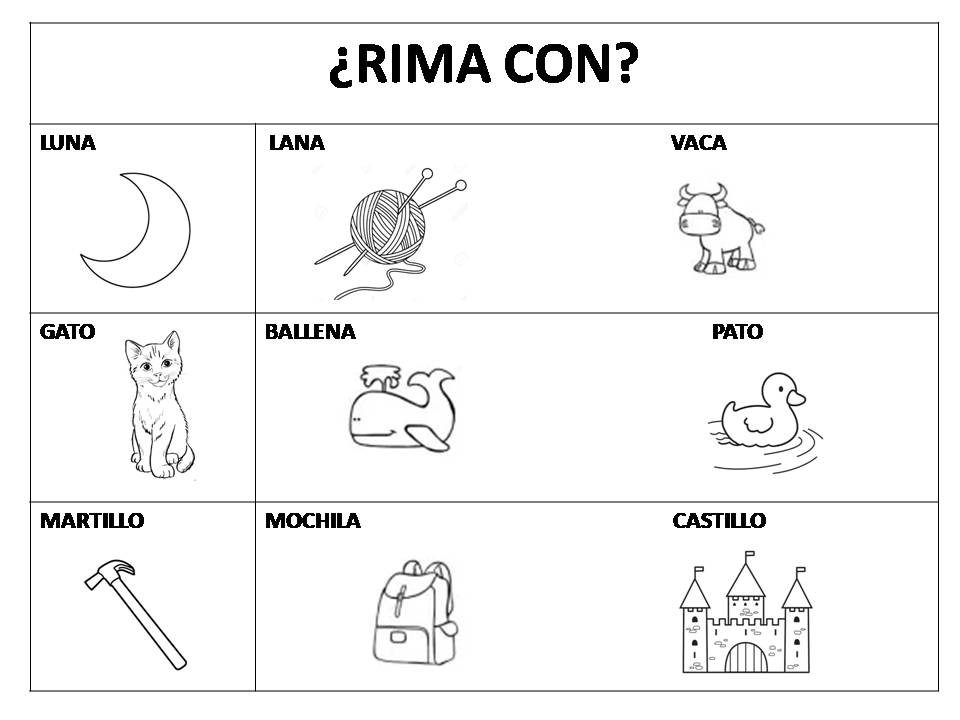 ¿RIMA CON?
LUNA
LANA
VACA
GATO
BALLENA
PATO
MARTILLO
MOCHILA
CASTILLO